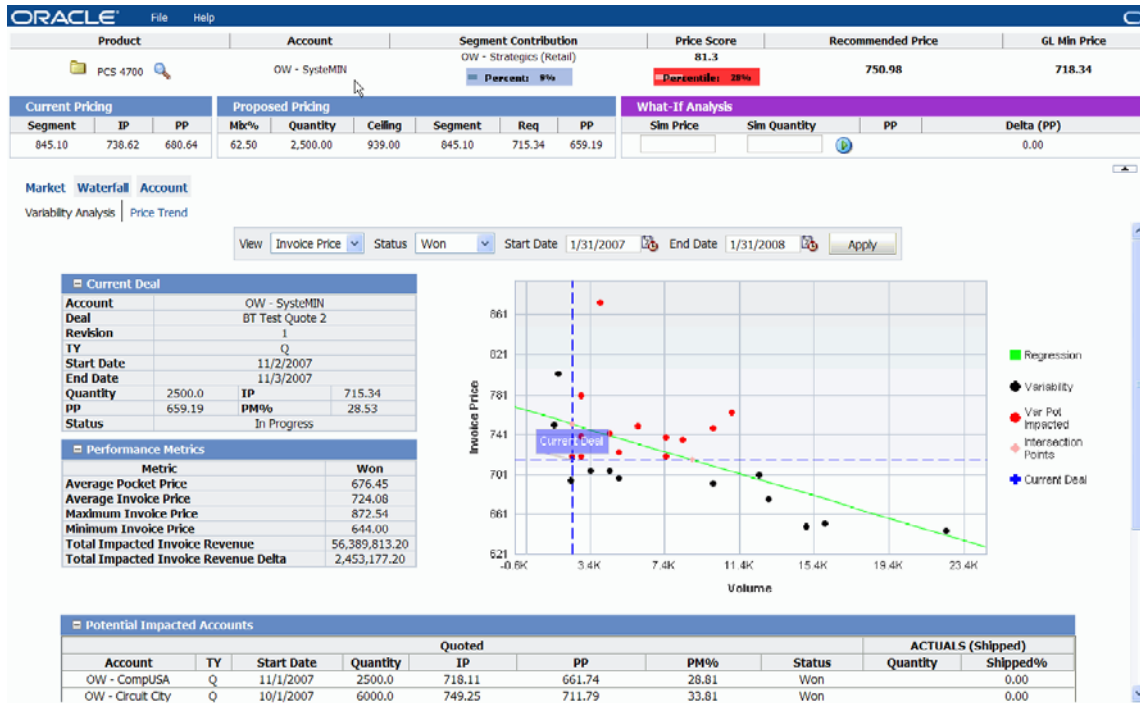 ORACLE File Help
Product Account Segment Contribution Price Score Recommended Price GL Min Price
PCS 4700 OW - SysteMIN OW - Strategics (Retail) 81.3 750.98 718.34
Percent: 9% Percentile: 28%
Current Pricing Proposed Pricing What-If Analysis
Segment IP PP Mix% Quantity Ceiling Segment Req PP Sim Price Sim Quantity PP Delta (PP)
845.10 738.62 680.64 62.50 2,500.00 939.00 845.10 715.34 659.19 0.00
Market Waterfall Account
Variability Analysis Price Trend
View Invoice Price Status Won Start Date 1/31/2007 End Date 1/31/2008 Apply
Current Deal
Account OW - SysteMIN
Deal BT Test Quote 2
Revision 1
TY Q
Start Date 11/2/2007
End Date 11/3/2007
Quantity 2500.0 IP 715.34
PP 659.19 PM% 28.53
Status In Progress
Performance Metrics
Metric Won
Average Pocket Price 676.45
Average Invoice Price 724.08
Maximum Invoice Price 872.54
Minimum Invoice Price 644.00
Total Impacted Invoice Revenue 56,389,813.20
Total Impacted Invoice Revenue Delta 2,453,177.20
Invoice Price
861
821
781
741
701
661
621
Current Deal
-0.6K 3.4K 7.4K 11.4K 15.4K 19.4K 23.4K
Volume
Regression
Variability
Var Pot
Impacted
Intersection
Points
Current Deal
Potential Impacted Accounts
Quoted ACTUALS (Shipped)
Account TY Start Date Quantity IP PP PM% Status Quantity Shipped%
OW - CompUSA Q 11/1/2007 2500.0 718.11 661.74 28.81 Won 0.00
OW - Circuit City Q 10/1/2007 6000.0 749.25 711.79 33.81 Won 0.00